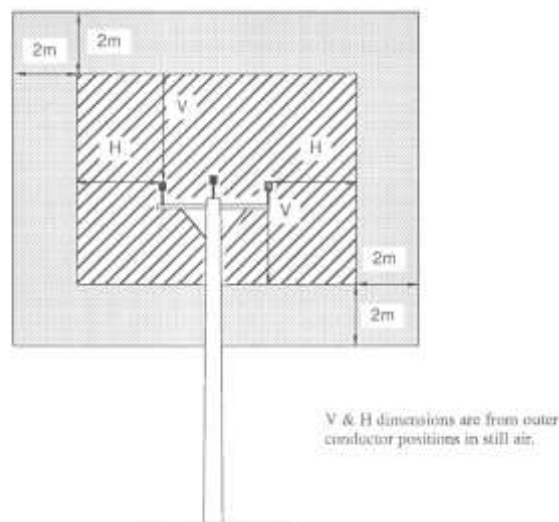 2m
2m
V
H
H
V
2m
2m
V & H dimensions are from outer
conductor positions in still air.